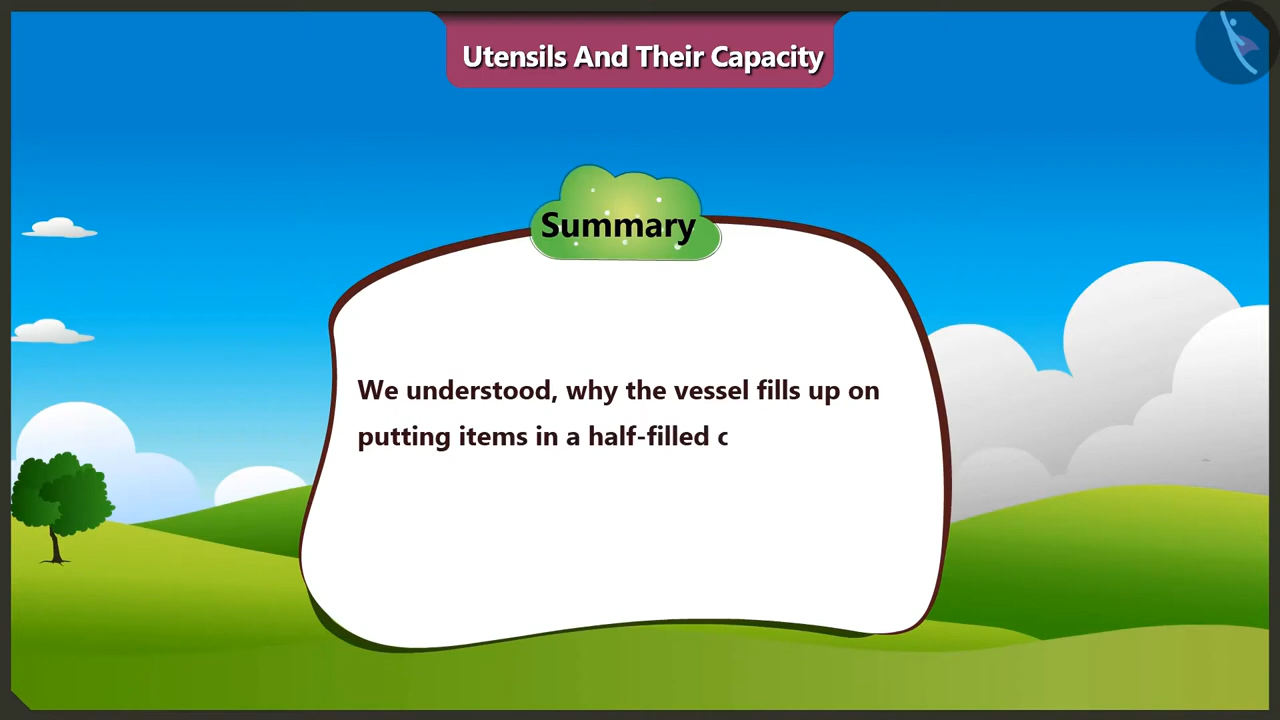 Utensils And Their Capacity
Summary
We understood, why the vessel fills up on
putting items in a half-filled c